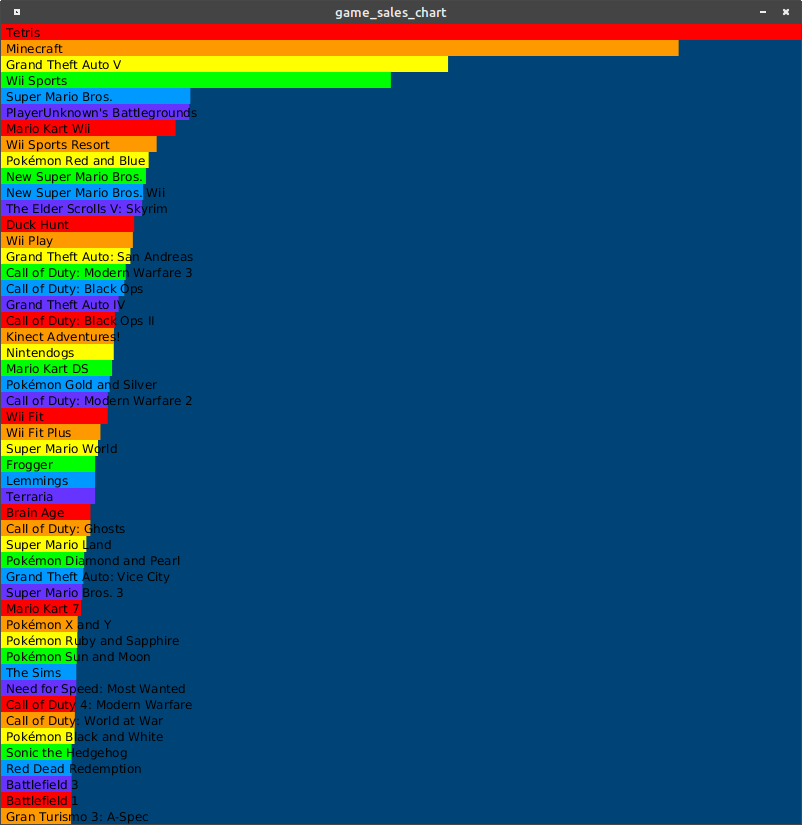 game_sales_chart
Tetris
Minecraft
Grand Theft Auto V
Wii Sports
Super Mario Bros.
PlayerUnknown's Battlegrounds
Mario Kart Wii
Wii Sports Resort
Pokémon Red and Blue
New Super Mario Bros.
New Super Mario Bros. Wii
The Elder Scrolls V: Skyrim
Duck Hunt
Wii Play
Grand Theft Auto: San Andreas
Call of Duty: Modern Warfare 3
Call of Duty: Black Ops
Grand Theft Auto IV
Call of Duty: Black Ops II
Kinect Adventures!
Nintendogs
Mario Kart DS
Pokémon Gold and Silver
Call of Duty: Modern Warfare 2
Wii Fit
Wii Fit Plus
Super Mario World
Frogger
Lemmings
Terraria
Brain Age
Call of Duty: Ghosts
Super Mario Land
Pokémon Diamond and Pearl
Grand Theft Auto: Vice City
Super Mario Bros. 3
Mario Kart 7
Pokémon X and Y
Pokémon Ruby and Sapphire
Pokémon Sun and Moon
The Sims
Need for Speed: Most Wanted
Call of Duty 4: Modern Warfare
Call of Duty: World at War
Pokémon Black and White
Sonic the Hedgehog
Red Dead Redemption
Battlefield 3
Battlefield 1
Gran Turismo 3: A-Spec